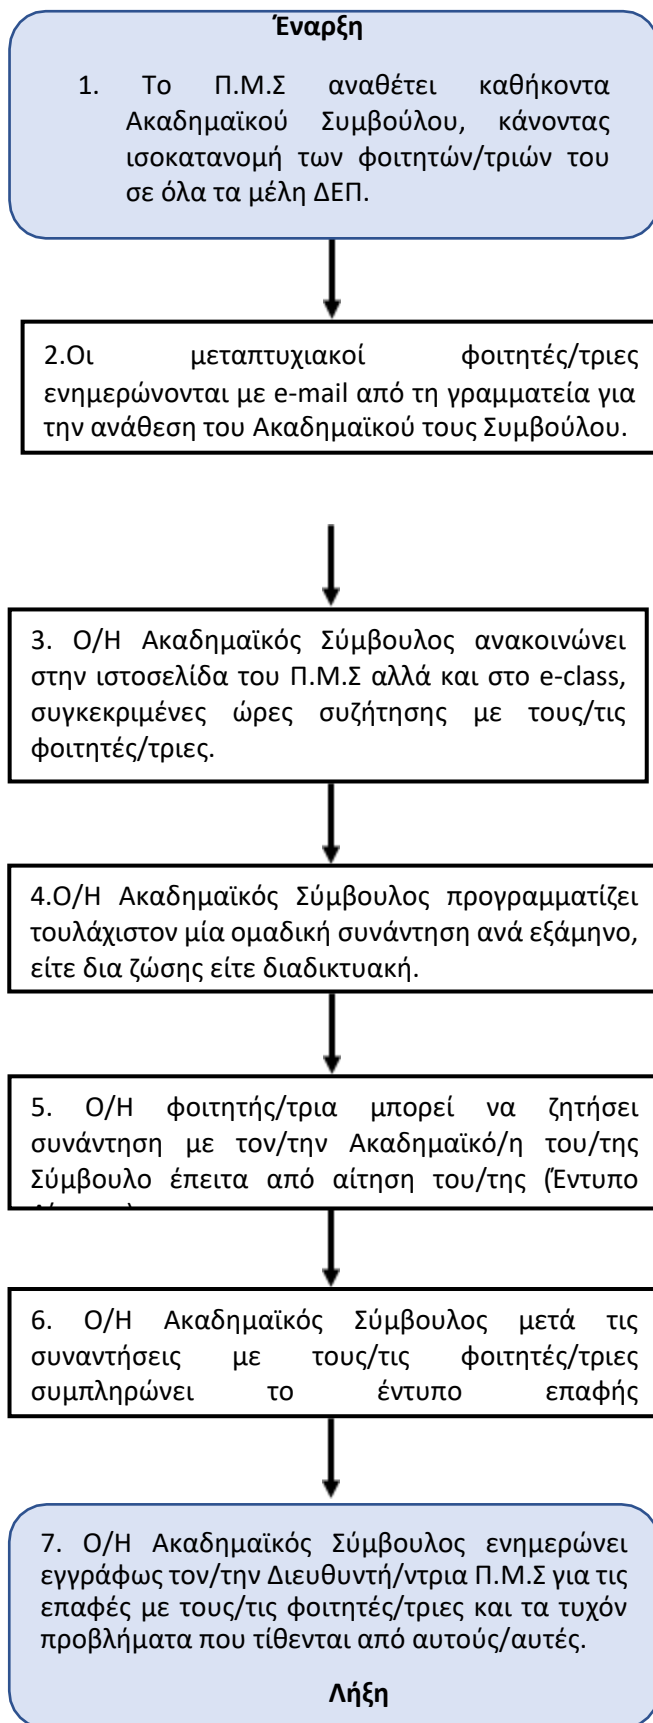 Έναρξη
1. Το Π.Μ.Σ αναθέτει καθήκοντα
Ακαδημαϊκού Συμβούλου, κάνοντας
ισοκατανομή των φοιτητών/τριών του
σε όλα τα μέλη ΔΕΠ.
2.Οι μεταπτυχιακοί φοιτητές/τριες
ενημερώνονται με e-mail από τη γραμματεία για
την ανάθεση του Ακαδημαϊκού τους Συμβούλου.
3. Ο/Η Ακαδημαϊκός Σύμβουλος ανακοινώνει
στην ιστοσελίδα του Π.Μ.Σ αλλά και στο e-class,
συγκεκριμένες ώρες συζήτησης με τους/τις
φοιτητές/τριες.
4.Ο/Η Ακαδημαϊκός Σύμβουλος προγραμματίζει
τουλάχιστον μία ομαδική συνάντηση ανά εξάμηνο,
είτε δια ζώσης είτε διαδικτυακή.
5. Ο/Η φοιτητής/τρια μπορεί να ζητήσει
συνάντηση με τον/την Ακαδημαϊκό/η του/της
Σύμβουλο έπειτα από αίτηση του/της (Έντυπο
6. Ο/Η Ακαδημαϊκός Σύμβουλος μετά τις
συναντήσεις με τους/τις φοιτητές/τριες
συμπληρώνει το έντυπο επαφής
7. Ο/Η Ακαδημαϊκός Σύμβουλος ενημερώνει
εγγράφως τον/την Διευθυντή/ντρια Π.Μ.Σ για τις
επαφές με τους/τις φοιτητές/τριες και τα τυχόν
προβλήματα που τίθενται από αυτούς/αυτές.
Λήξη